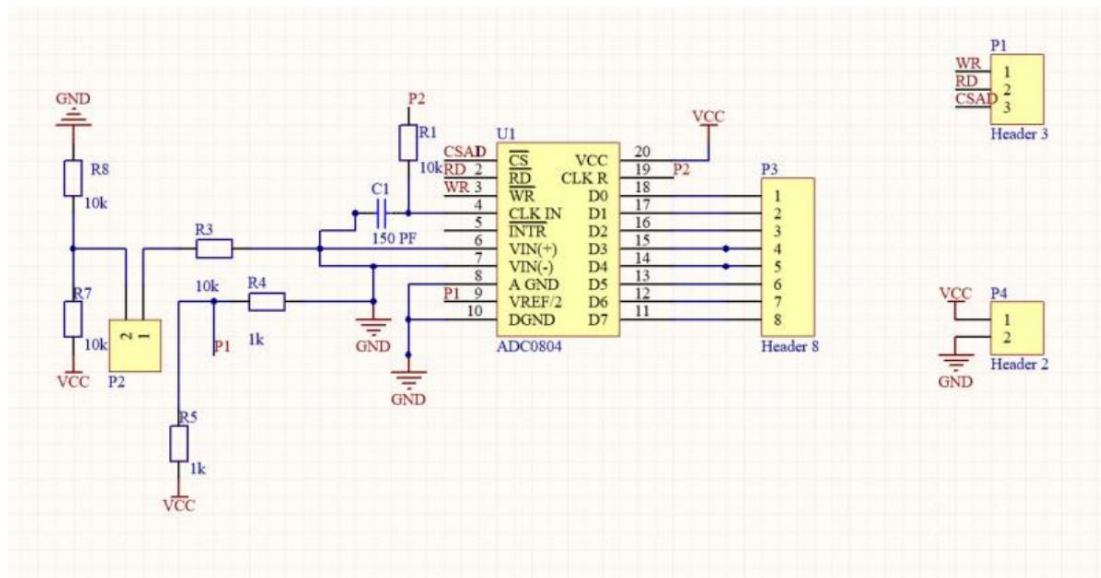 GND
R8
10k
R7
10k
VCC
2
1
P2
R3
10k
P1
R4
1k
R5
1k
VCC
GND
P2
R1
10k
C1
150 PF
U1
CSAD 1 CS VCC 20
RD 2 RD CLK R 19 P2
WR 3 WR D0 18
4 CLK IN D1 17
5 INTR D2 16
6 VIN(+) D3 15
7 VIN(-) D4 14
8 A GND D5 13
P1 9 VREF/2 D6 12
10 DGND D7 11
ADC0804
GND
VCC
P3
1
2
3
4
5
6
7
8
Header 8
P1
WR 1
RD 2
CSAD 3
Header 3
VCC
P4
1
2
GND
Header 2